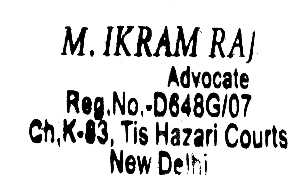 M. IKRAM RAJ
Advocate
Reg.No.-D648G/07
Ch,K-83, Tis Hazari Courts
New Delhi